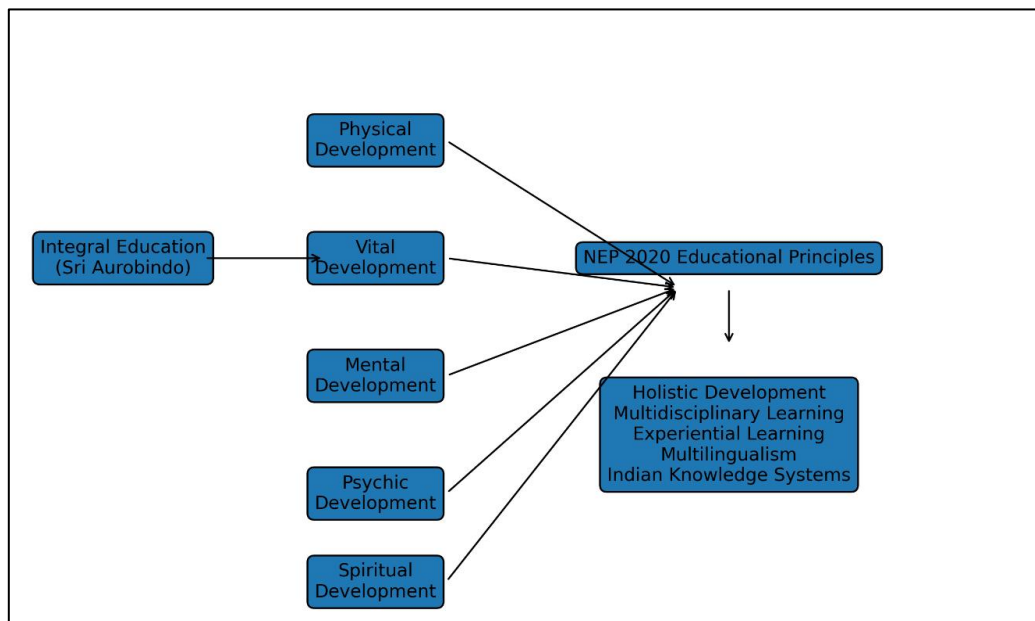 Integral Education
(Sri Aurobindo)
Physical
Development
Vital
Development
Mental
Development
Psychic
Development
Spiritual
Development
NEP 2020 Educational Principles
Holistic Development
Multidisciplinary Learning
Experiential Learning
Multilingualism
Indian Knowledge Systems